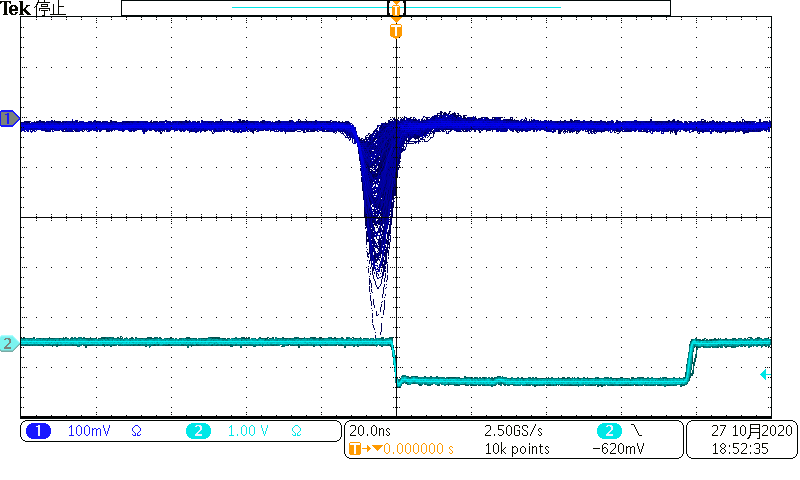 Tek 停止
T
T
1
2
1 100mV Ω 2 1.00 V Ω
20.0ns 2.50GS/s 2
T→▼0.000000 s 10k points −620mV
27 10月2020
18:52:35